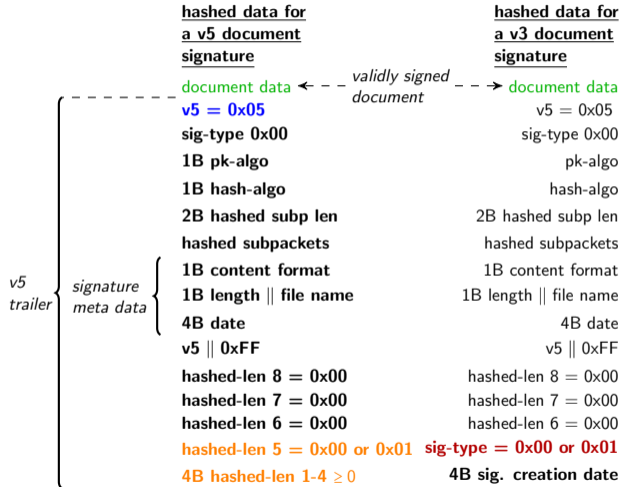 hashed data for
a v5 document
signature
hashed data for
a v3 document
signature
document data
validly signed
document
document data
v5 = 0x05
v5 = 0x05
sig-type 0x00
sig-type 0x00
1B pk-algo
pk-algo
1B hash-algo
hash-algo
2B hashed subp len
2B hashed subp len
hashed subpackets
hashed subpackets
v5
trailer
signature
meta data
1B content format
1B content format
1B length || file name
1B length || file name
4B date
4B date
v5 || 0xFF
v5 || 0xFF
hashed-len 8 = 0x00
hashed-len 8 = 0x00
hashed-len 7 = 0x00
hashed-len 7 = 0x00
hashed-len 6 = 0x00
hashed-len 6 = 0x00
hashed-len 5 = 0x00 or 0x01
sig-type = 0x00 or 0x01
4B hashed-len 1-4 ≥ 0
4B sig. creation date